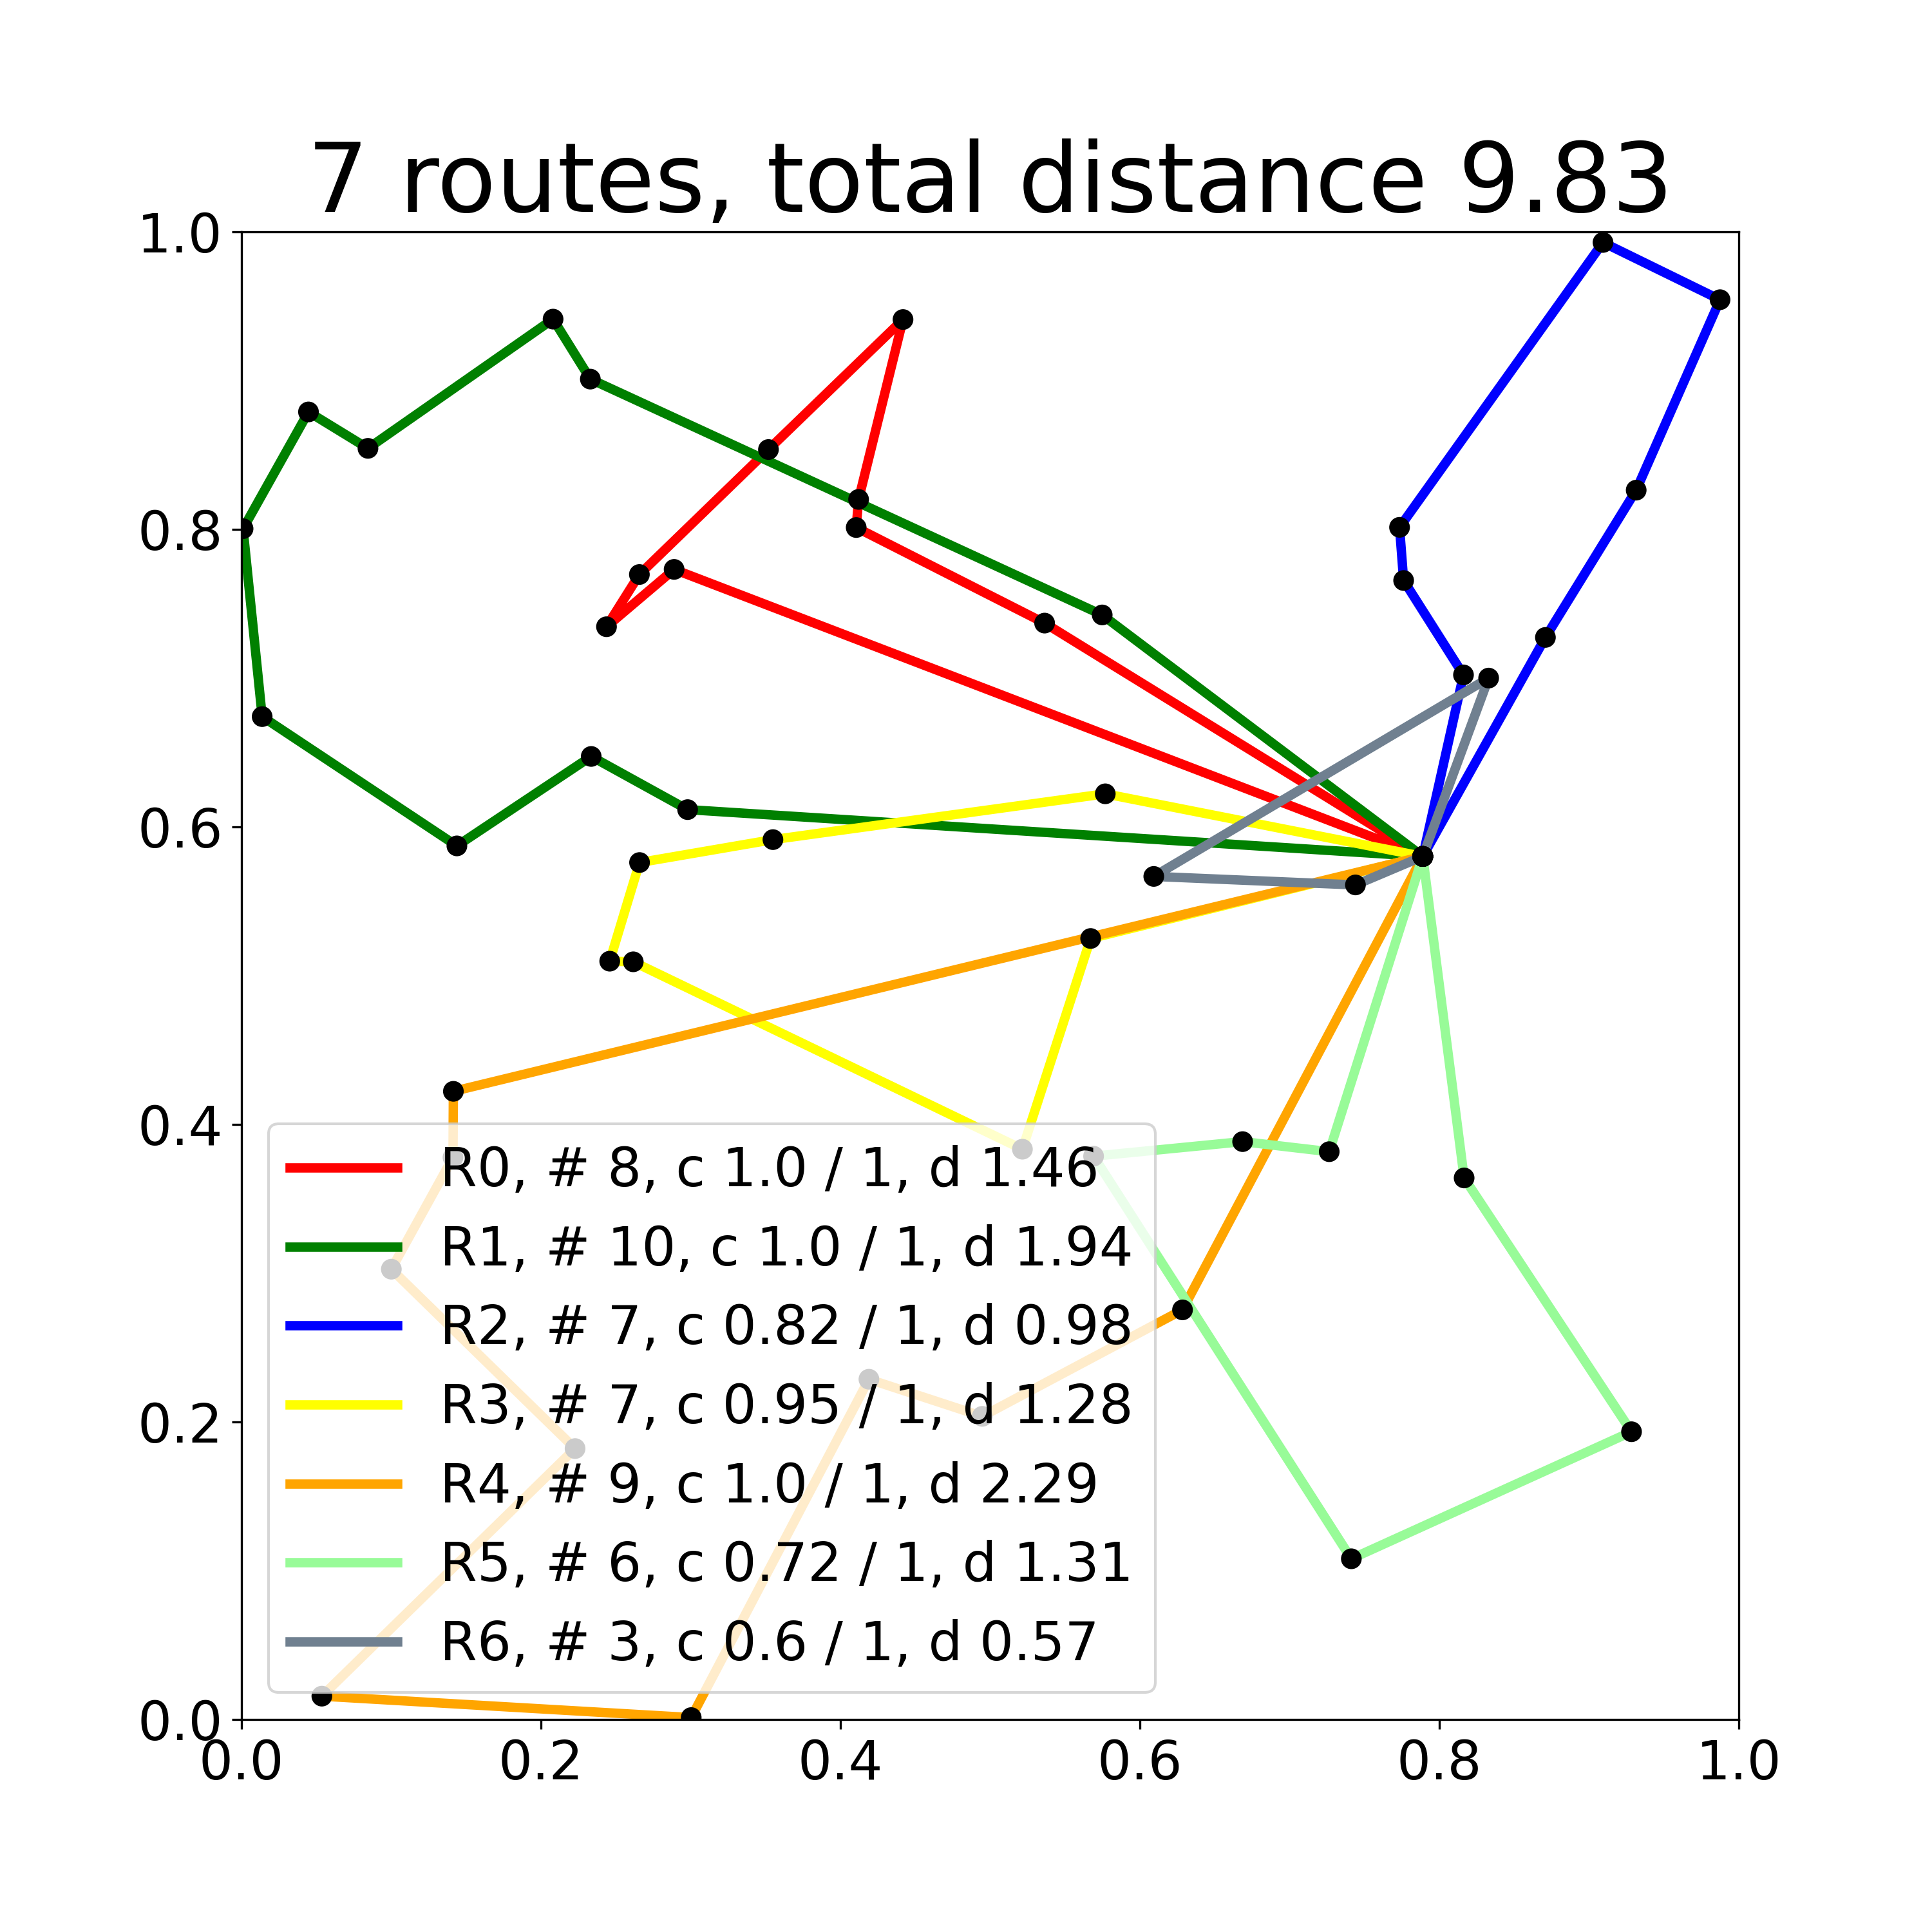 7 routes, total distance 9.83
1.0
0.8
0.6
0.4
0.2
0.0
R0, # 8, c 1.0 / 1, d 1.46
R1, # 10, c 1.0 / 1, d 1.94
R2, # 7, c 0.82 / 1, d 0.98
R3, # 7, c 0.95 / 1, d 1.28
R4, # 9, c 1.0 / 1, d 2.29
R5, # 6, c 0.72 / 1, d 1.31
R6, # 3, c 0.6 / 1, d 0.57
0.0 0.2 0.4 0.6 0.8 1.0